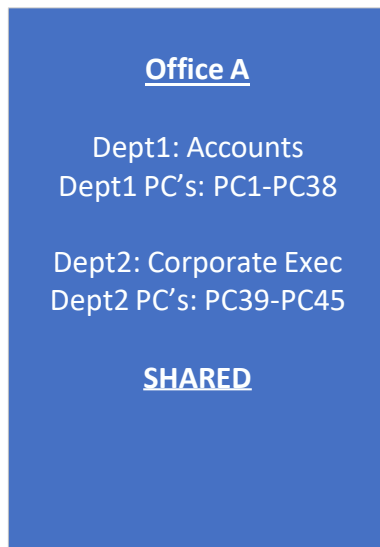 Office A
Dept1: Accounts
Dept1 PC’s: PC1-PC38
Dept2: Corporate Exec
Dept2 PC’s: PC39-PC45
SHARED